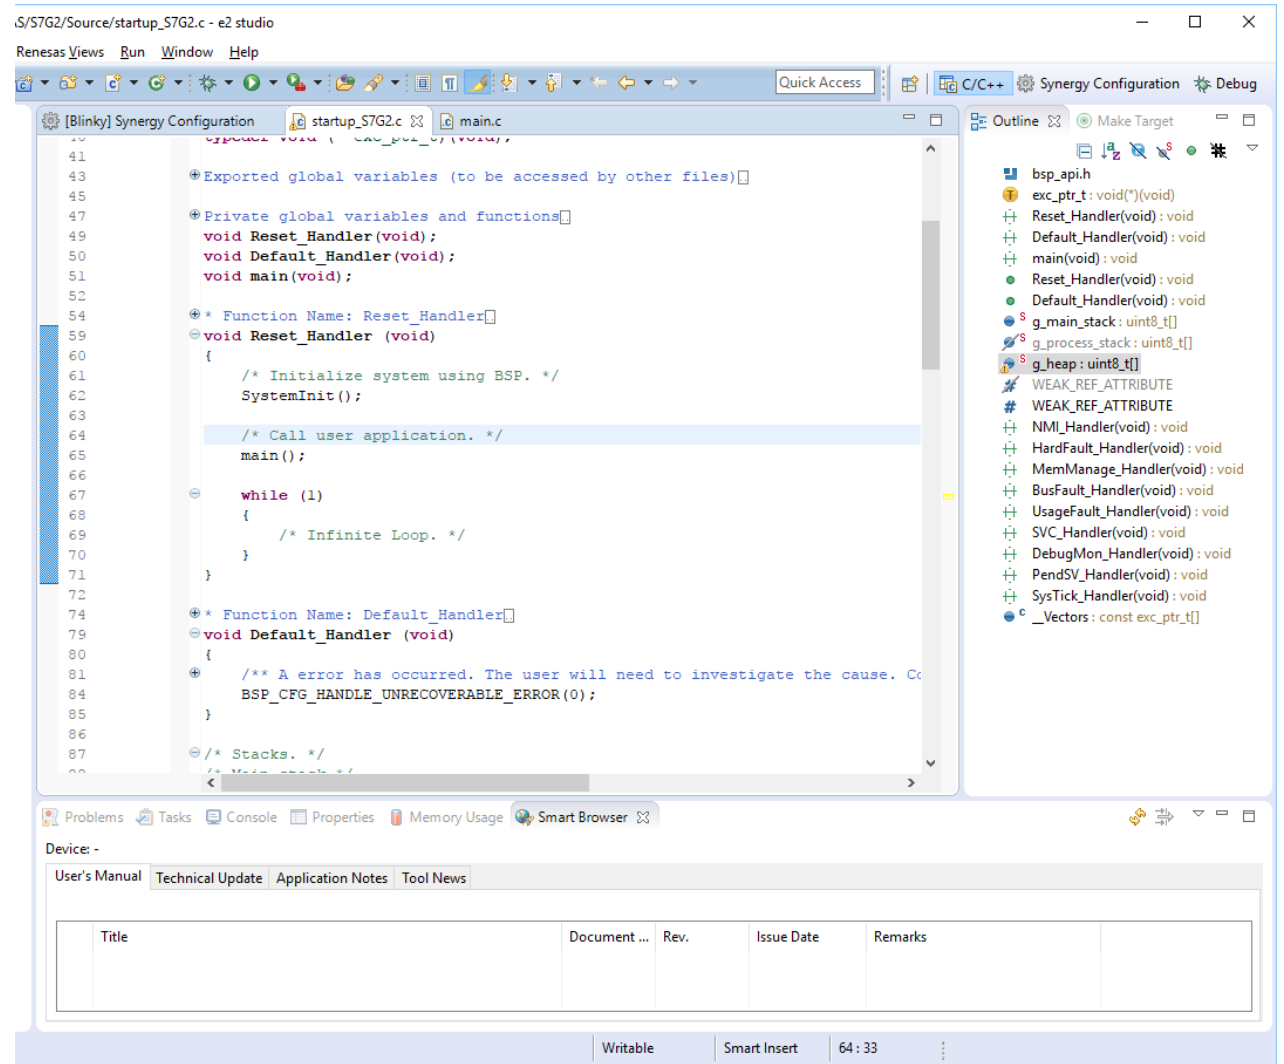 S/S7G2/Source/startup_S7G2.c - e2 studio
Renesas Views Run Window Help
Quick Access C/C++ Synergy Configuration Debug
[Blinky] Synergy Configuration startup_S7G2.c main.c
41
43 Exported global variables (to be accessed by other files)
45
47 Private global variables and functions
49 void Reset_Handler(void);
50 void Default_Handler(void);
51 void main(void);
52
54 * Function Name: Reset_Handler
59 void Reset_Handler (void)
60 {
61 /* Initialize system using BSP. */
62 SystemInit();
63
64 /* Call user application. */
65 main();
66
67 while (1)
68 {
69 /* Infinite Loop. */
70 }
71 }
72
74 * Function Name: Default_Handler
79 void Default_Handler (void)
80 {
81 /** A error has occurred. The user will need to investigate the cause. Co
84 BSP_CFG_HANDLE_UNRECOVERABLE_ERROR(0);
85 }
86
87 /* Stacks. */
Outline Make Target
bsp_api.h
exc_ptr_t : void(*)(void)
Reset_Handler(void) : void
Default_Handler(void) : void
main(void) : void
Reset_Handler(void) : void
Default_Handler(void) : void
g_main_stack : uint8_t[]
g_process_stack : uint8_t[]
g_heap : uint8_t[]
WEAK_REF_ATTRIBUTE
WEAK_REF_ATTRIBUTE
NMI_Handler(void) : void
HardFault_Handler(void) : void
MemManage_Handler(void) : void
BusFault_Handler(void) : void
UsageFault_Handler(void) : void
SVC_Handler(void) : void
DebugMon_Handler(void) : void
PendSV_Handler(void) : void
SysTick_Handler(void) : void
__Vectors : const exc_ptr_t[]
Problems Tasks Console Properties Memory Usage Smart Browser
Device: -
User's Manual Technical Update Application Notes Tool News
Title Document ... Rev. Issue Date Remarks
Writable Smart Insert 64 : 33